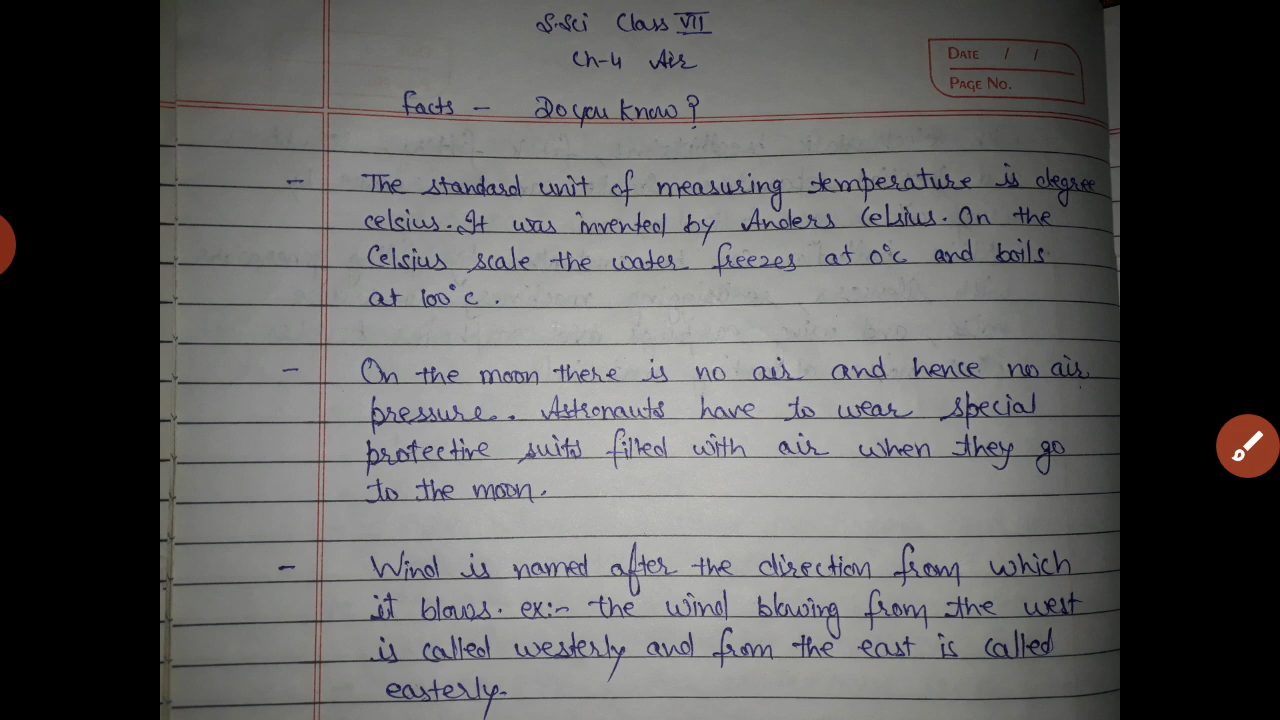 S.Sci Class VII
Ch-4 Air
DATE / /
PAGE NO.
facts - Do you Know?
- The standard unit of measuring temperature is degree
celsius. It was invented by Anders Celsius. On the
Celsius scale the water freezes at 0°c and boils
at 100°c.
- On the moon there is no air and hence no air
pressure. Astronauts have to wear special
protective suits filled with air when they go
to the moon.
- Wind is named after the direction from which
it blows. ex:- the wind blowing from the west
is called westerly and from the east is called
easterly.